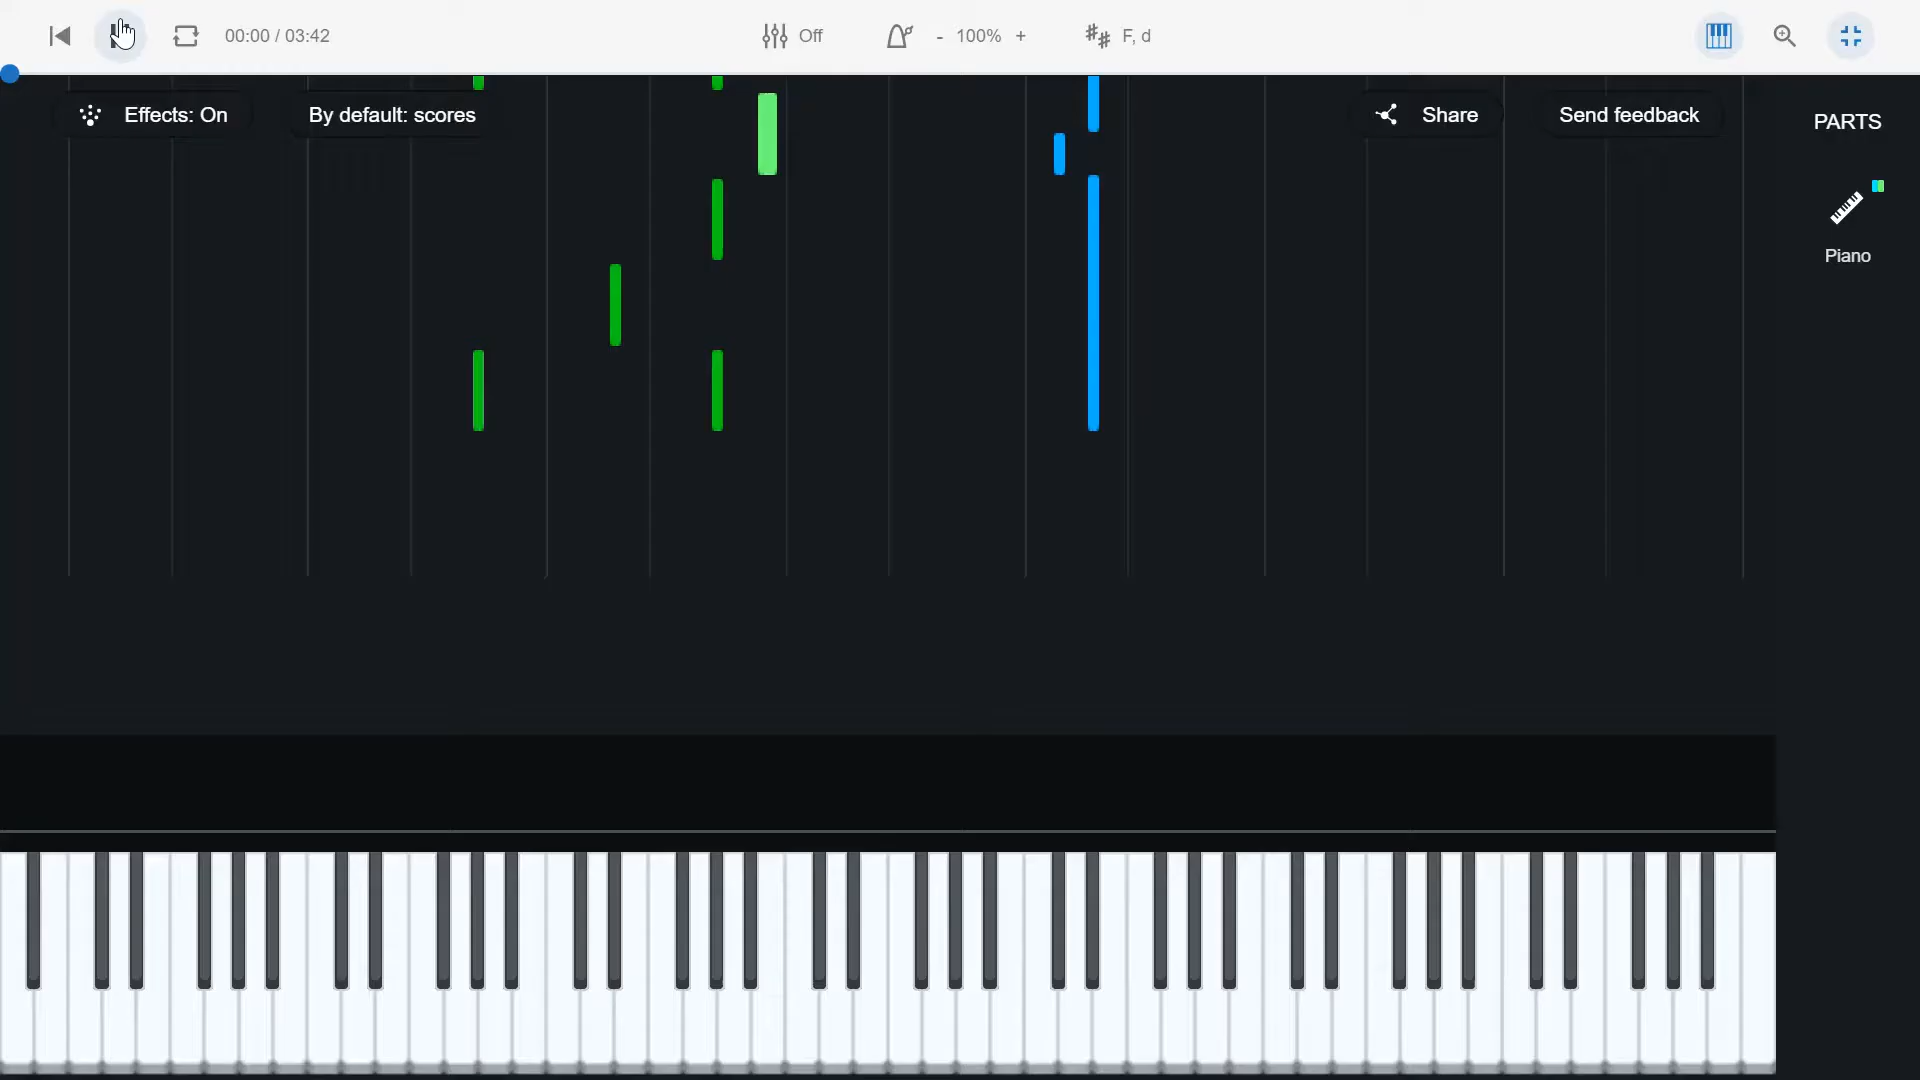 00:00 / 03:42
Off
- 100% +
F, d
Effects: On
By default: scores
Share
Send feedback
PARTS
Piano